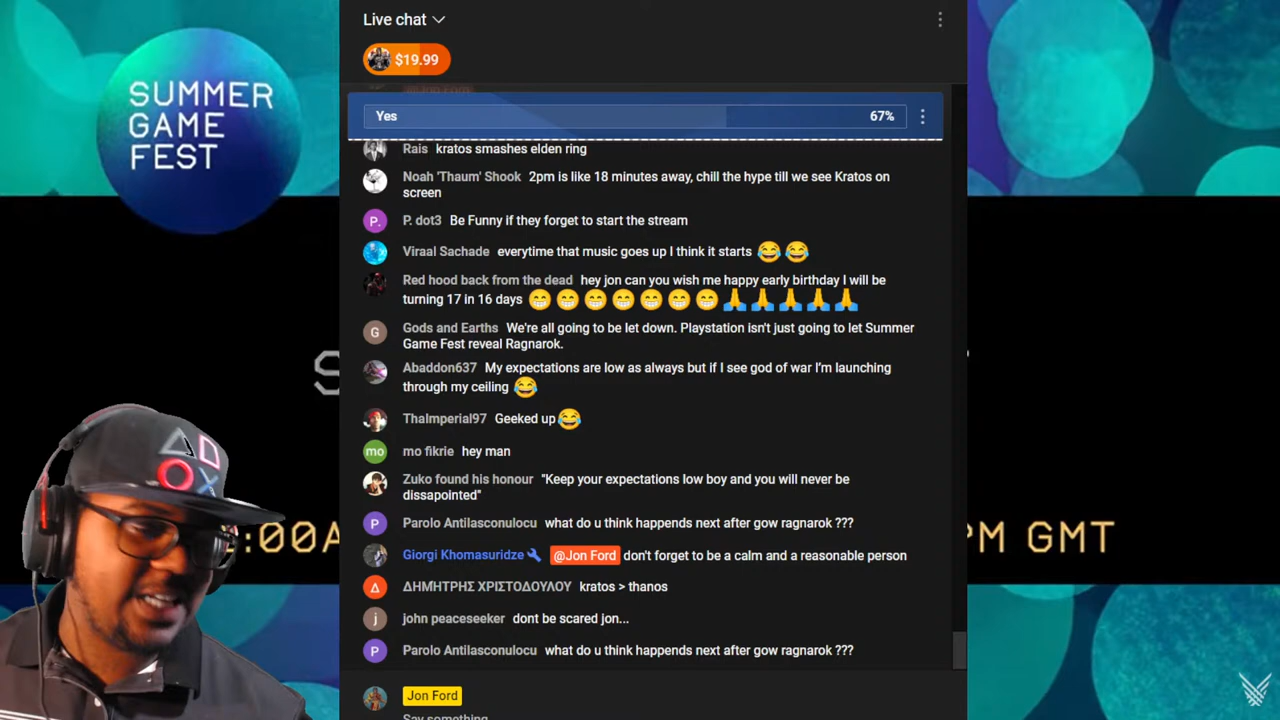 Live chat
$19.99
SUMMER
GAME
FEST
Yes
67%
Rais kratos smashes elden ring
Noah 'Thaum' Shook 2pm is like 18 minutes away, chill the hype till we see Kratos on
screen
P. P. dot3 Be Funny if they forget to start the stream
Viraal Sachade everytime that music goes up I think it starts 😂😂
Red hood back from the dead hey jon can you wish me happy early birthday I will be
turning 17 in 16 days 😁😁😁😁😁😁😁🙏🙏🙏🙏🙏
G Gods and Earths We're all going to be let down. Playstation isn't just going to let Summer
Game Fest reveal Ragnarok.
Abaddon637 My expectations are low as always but if I see god of war I'm launching
through my ceiling 😂
ThaImperial97 Geeked up😂
mo mo fikrie hey man
Zuko found his honour "Keep your expectations low boy and you will never be
dissapointed"
P Parolo Antilasconulocu what do u think happends next after gow ragnarok ???
Giorgi Khomasuridze @Jon Ford don't forget to be a calm and a reasonable person
Δ ΔΗΜΗΤΡΗΣ ΧΡΙΣΤΟΔΟΥΛΟΥ kratos > thanos
j john peaceseeker dont be scared jon...
P Parolo Antilasconulocu what do u think happends next after gow ragnarok ???
Jon Ford
Say something
:00A
PM GMT